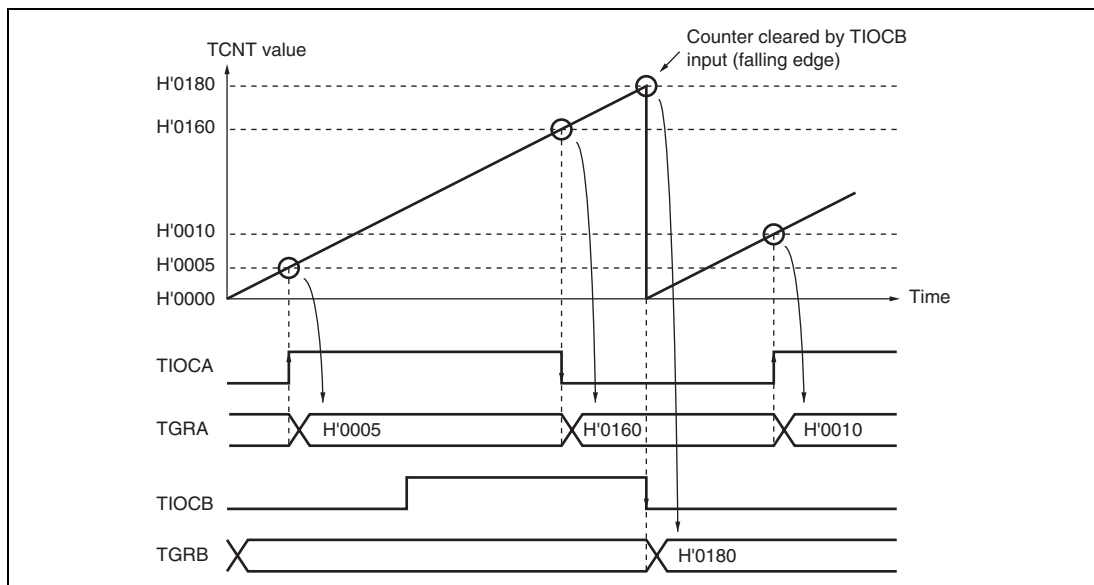 Counter cleared by TIOCB
input (falling edge)
TCNT value
H'0180
H'0160
H'0010
H'0005
H'0000
Time
TIOCA
TGRA
H'0005
H'0160
H'0010
TIOCB
TGRB
H'0180